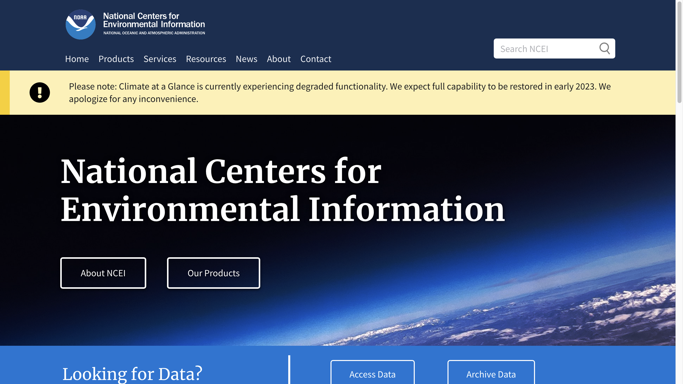 NOAA
National Centers for
Environmental Information
NATIONAL OCEANIC AND ATMOSPHERIC ADMINISTRATION
Home Products Services Resources News About Contact
Search NCEI
Please note: Climate at a Glance is currently experiencing degraded functionality. We expect full capability to be restored in early 2023. We
apologize for any inconvenience.
National Centers for
Environmental Information
About NCEI
Our Products
Looking for Data?
Access Data
Archive Data